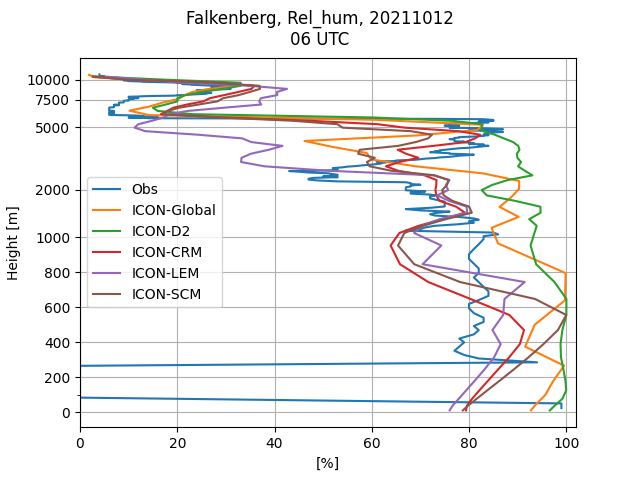 Falkenberg, Rel_hum, 20211012
06 UTC
Height [m]
10000
7500
5000
2000
1000
800
600
400
200
0
Obs
ICON-Global
ICON-D2
ICON-CRM
ICON-LEM
ICON-SCM
0 20 40 60 80 100
[%]